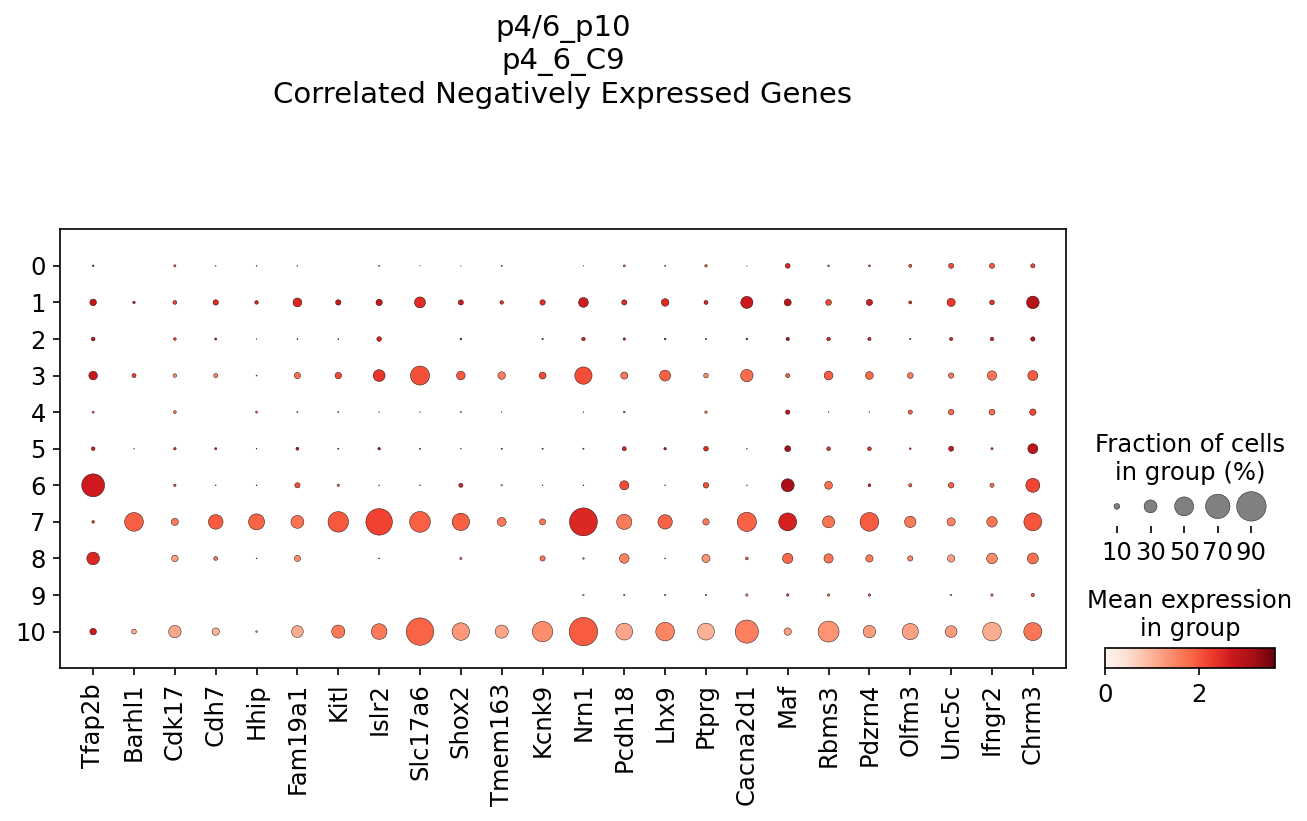 p4/6_p10
p4_6_C9
Correlated Negatively Expressed Genes
0
1
2
3
4
5
6
7
8
9
10
Tfap2b
Barhl1
Cdk17
Cdh7
Hhip
Fam19a1
Kitl
Islr2
Slc17a6
Shox2
Tmem163
Kcnk9
Nrn1
Pcdh18
Lhx9
Ptprg
Cacna2d1
Maf
Rbms3
Pdzrn4
Olfm3
Unc5c
Ifngr2
Chrm3
Fraction of cells
in group (%)
10 30 50 70 90
Mean expression
in group
0 2